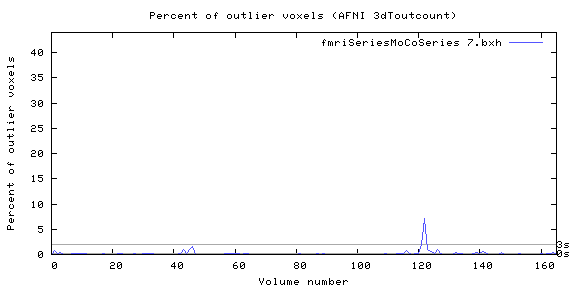 Percent of outlier voxels (AFNI 3dToutcount)
fmriSeriesMoCoSeries 7.bxh
Percent of outlier voxels
40
35
30
25
20
15
10
5
0
3s
0s
0 20 40 60 80 100 120 140 160
Volume number